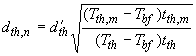 d_{th,n} = d'_{th} \sqrt{\frac{(T_{th,m} - T_{bf}) t_{th,m}}{(T_{th} - T_{bf}) t_{th}}}